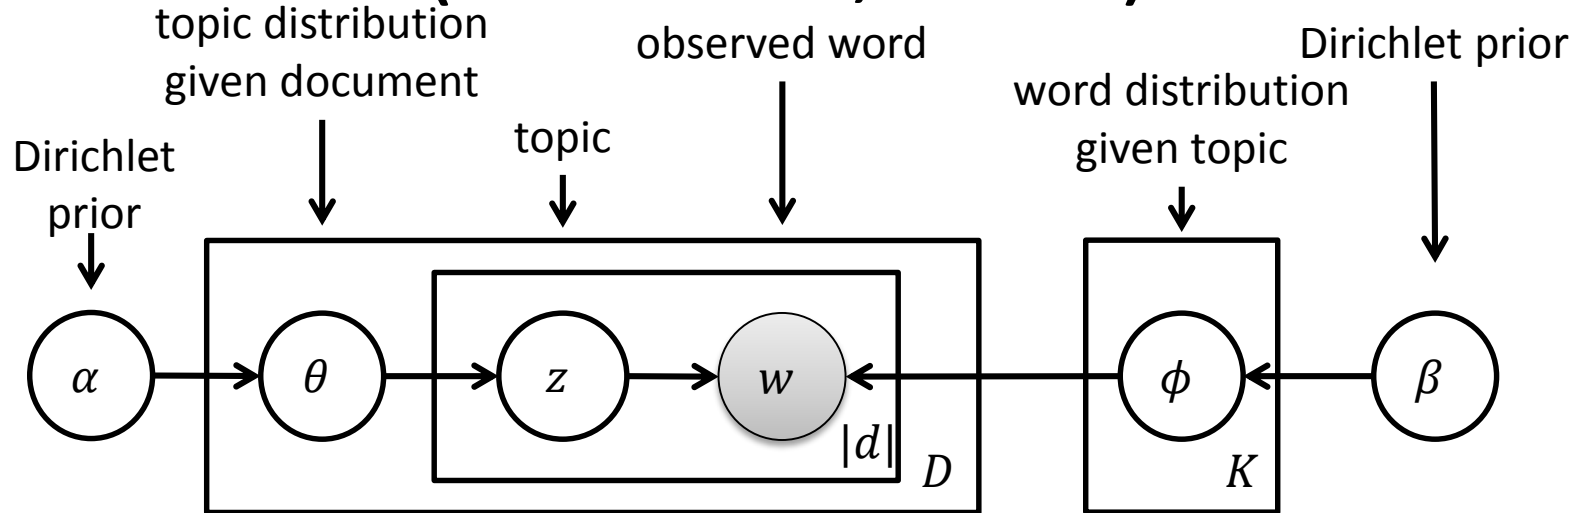 topic distribution
given document
observed word
Dirichlet prior
word distribution
given topic
topic
Dirichlet
prior
α
θ
z
w
ϕ
β
|d|
D
K